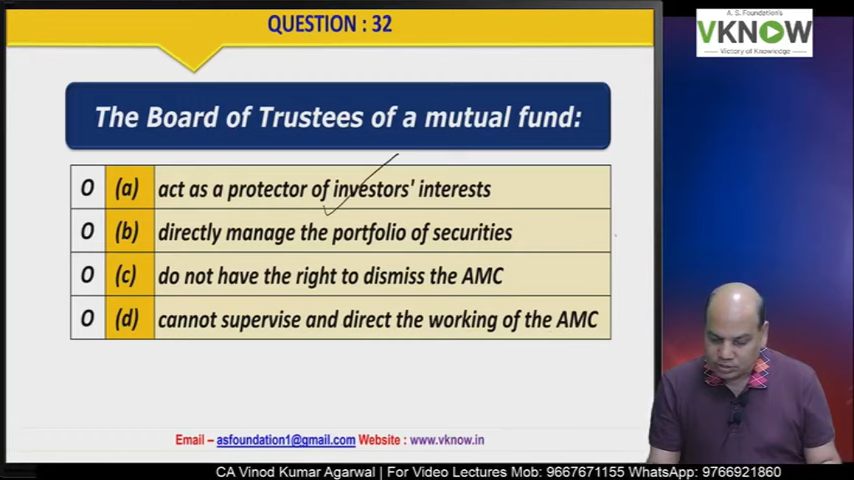 QUESTION : 32
A. S. Foundation's
VKNOW
Victory of Knowledge
The Board of Trustees of a mutual fund:
O (a) act as a protector of investors' interests
O (b) directly manage the portfolio of securities
O (c) do not have the right to dismiss the AMC
O (d) cannot supervise and direct the working of the AMC
Email – asfoundation1@gmail.com Website : www.vknow.in
CA Vinod Kumar Agarwal | For Video Lectures Mob: 9667671155 WhatsApp: 9766921860